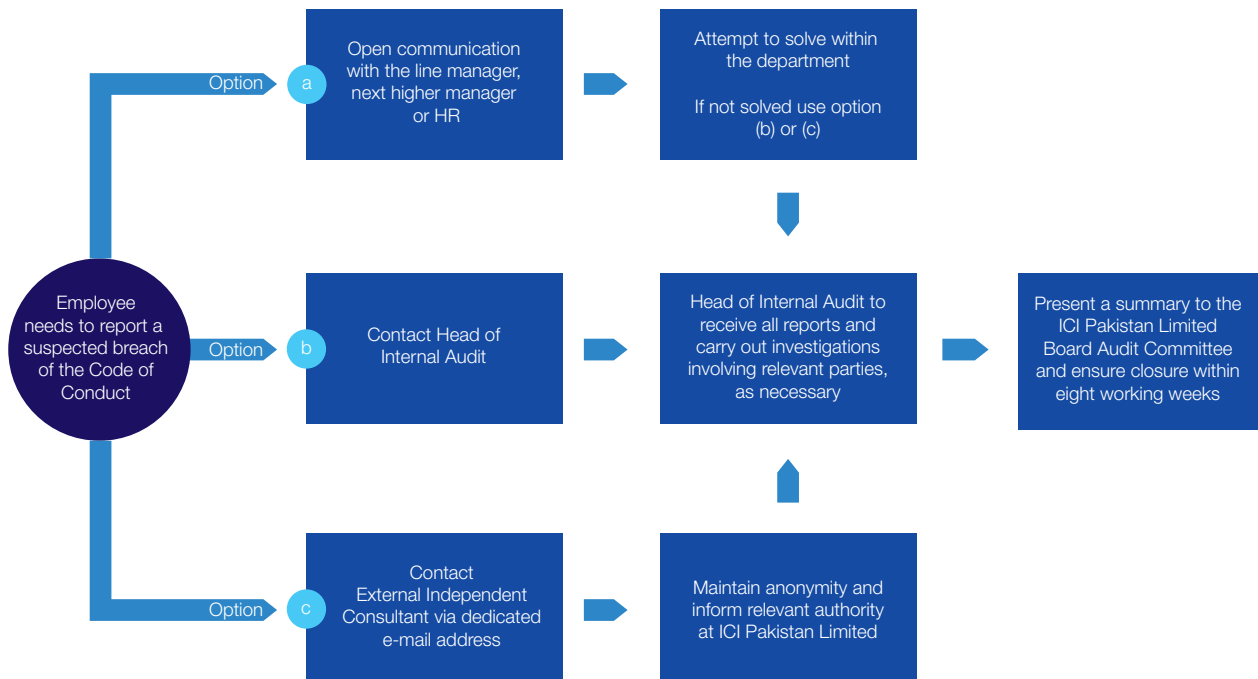 Employee
needs to report a
suspected breach
of the Code of
Conduct
Option
a
Open communication
with the line manager,
next higher manager
or HR
Attempt to solve within
the department
If not solved use option
(b) or (c)
Option
b
Contact Head of
Internal Audit
Head of Internal Audit to
receive all reports and
carry out investigations
involving relevant parties,
as necessary
Present a summary to the
ICI Pakistan Limited
Board Audit Committee
and ensure closure within
eight working weeks
Option
c
Contact
External Independent
Consultant via dedicated
e-mail address
Maintain anonymity and
inform relevant authority
at ICI Pakistan Limited